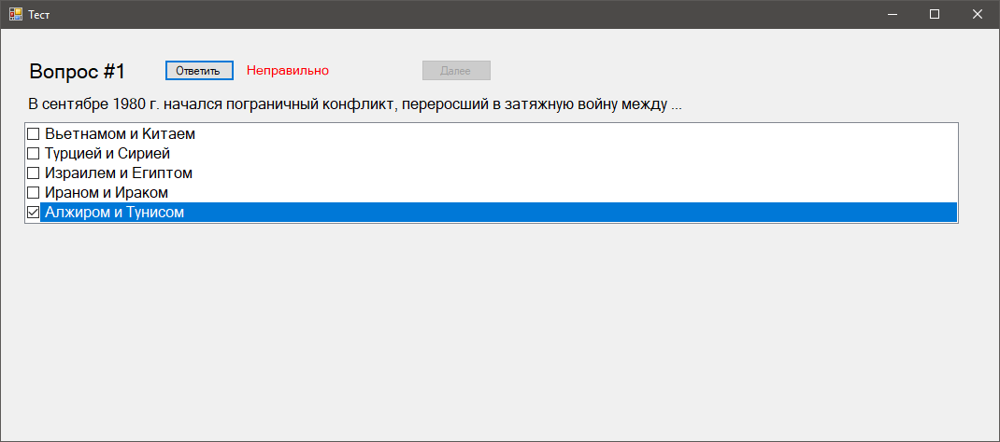 Тест
Вопрос #1 Ответить Неправильно Далее
В сентябре 1980 г. начался пограничный конфликт, переросший в затяжную войну между ...
Вьетнамом и Китаем
Турцией и Сирией
Израилем и Египтом
Ираном и Ираком
Алжиром и Тунисом